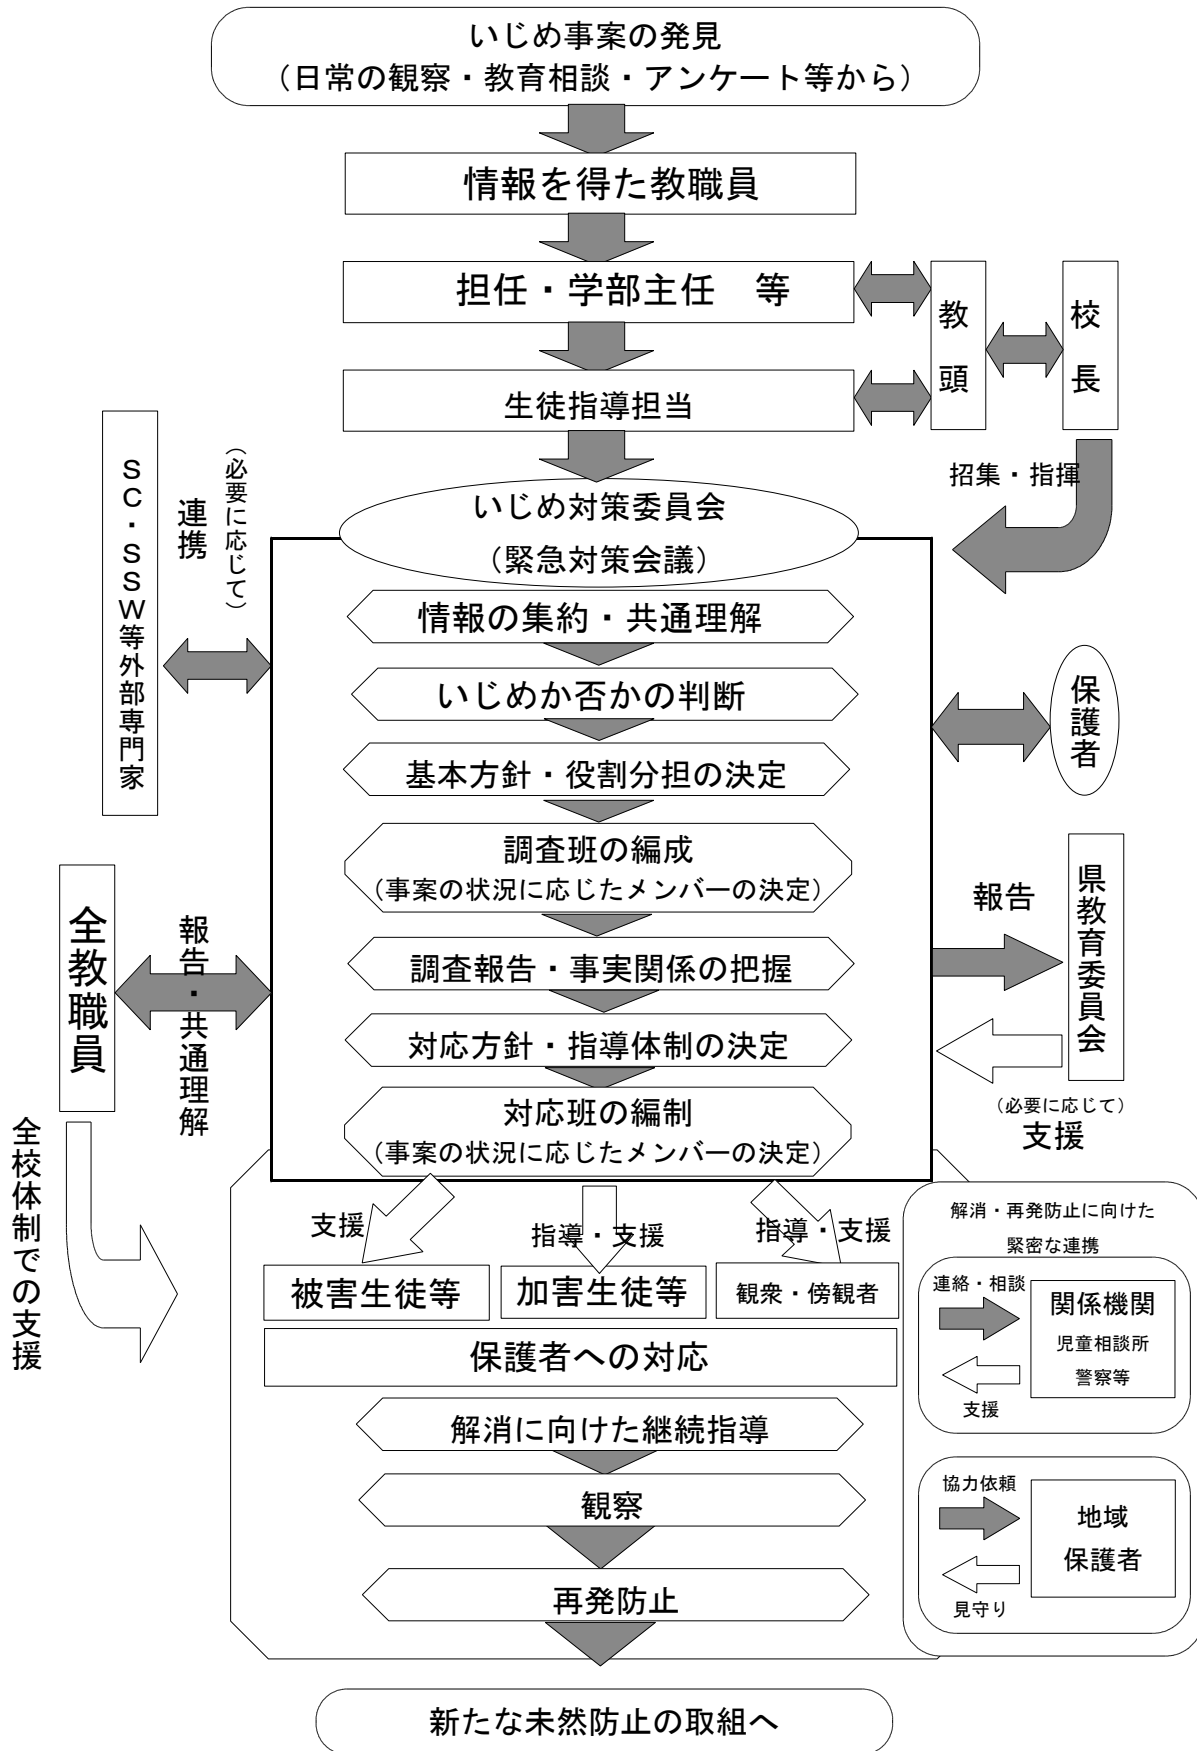 いじめ事案の発見
（日常の観察・教育相談・アンケート等から）
情報を得た教職員
担任・学部主任　等
教頭
校長
生徒指導担当
招集・指揮
ＳＣ・ＳＳＷ等外部専門家
連携
（必要に応じて）
いじめ対策委員会
（緊急対策会議）
情報の集約・共通理解
いじめか否かの判断
保護者
基本方針・役割分担の決定
調査班の編成
（事案の状況に応じたメンバーの決定）
全教職員
報告・共通理解
報告
県教育委員会
調査報告・事実関係の把握
対応方針・指導体制の決定
（必要に応じて）
支援
対応班の編制
（事案の状況に応じたメンバーの決定）
全校体制での支援
支援
指導・支援
指導・支援
被害生徒等
加害生徒等
観衆・傍観者
保護者への対応
解消に向けた継続指導
観察
再発防止
解消・再発防止に向けた
緊密な連携
連絡・相談
関係機関
児童相談所
警察等
支援
協力依頼
地域
保護者
見守り
新たな未然防止の取組へ